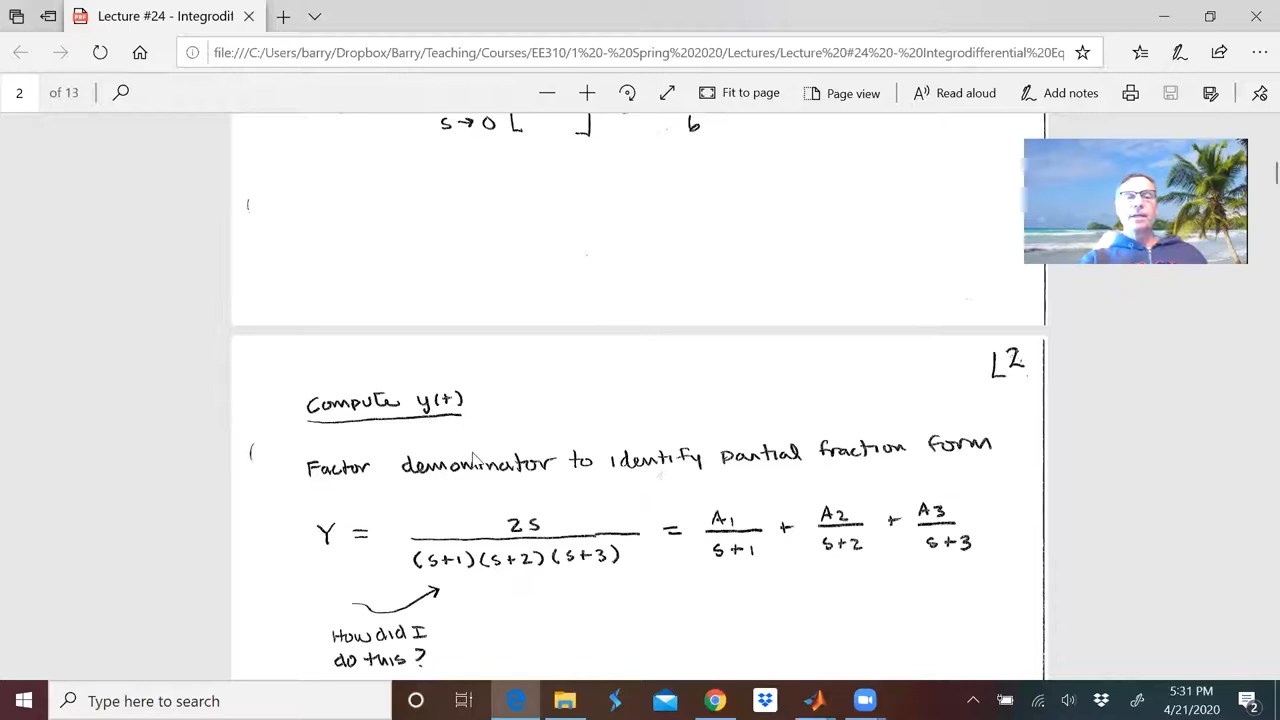 Lecture #24 - Integrodif
file:///C:/Users/barry/Dropbox/Barry/Teaching/Courses/EE310/1%20-%20Spring%202020/Lectures/Lecture%20#24%20-%20Integrodifferential%20Eq
2 of 13 Fit to page Page view Read aloud Add notes
s→0 [ ] 6
L2
Compute y(t)
Factor demoninator to identify partial fraction form
Y = 2s / (s+1)(s+2)(s+3) = A1 / s+1 + A2 / s+2 + A3 / s+3
How did I
do this?
Type here to search
5:31 PM
4/21/2020
2